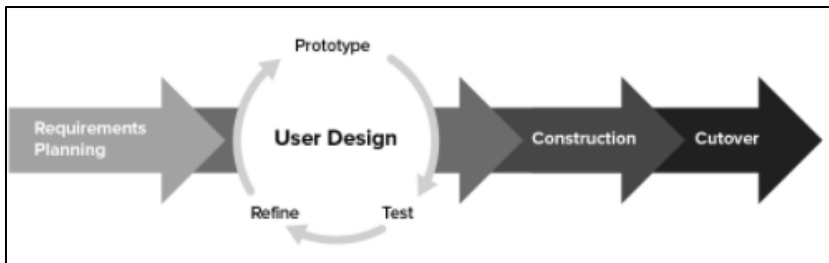 Prototype
Requirements
Planning
User Design
Construction
Cutover
Refine
Test